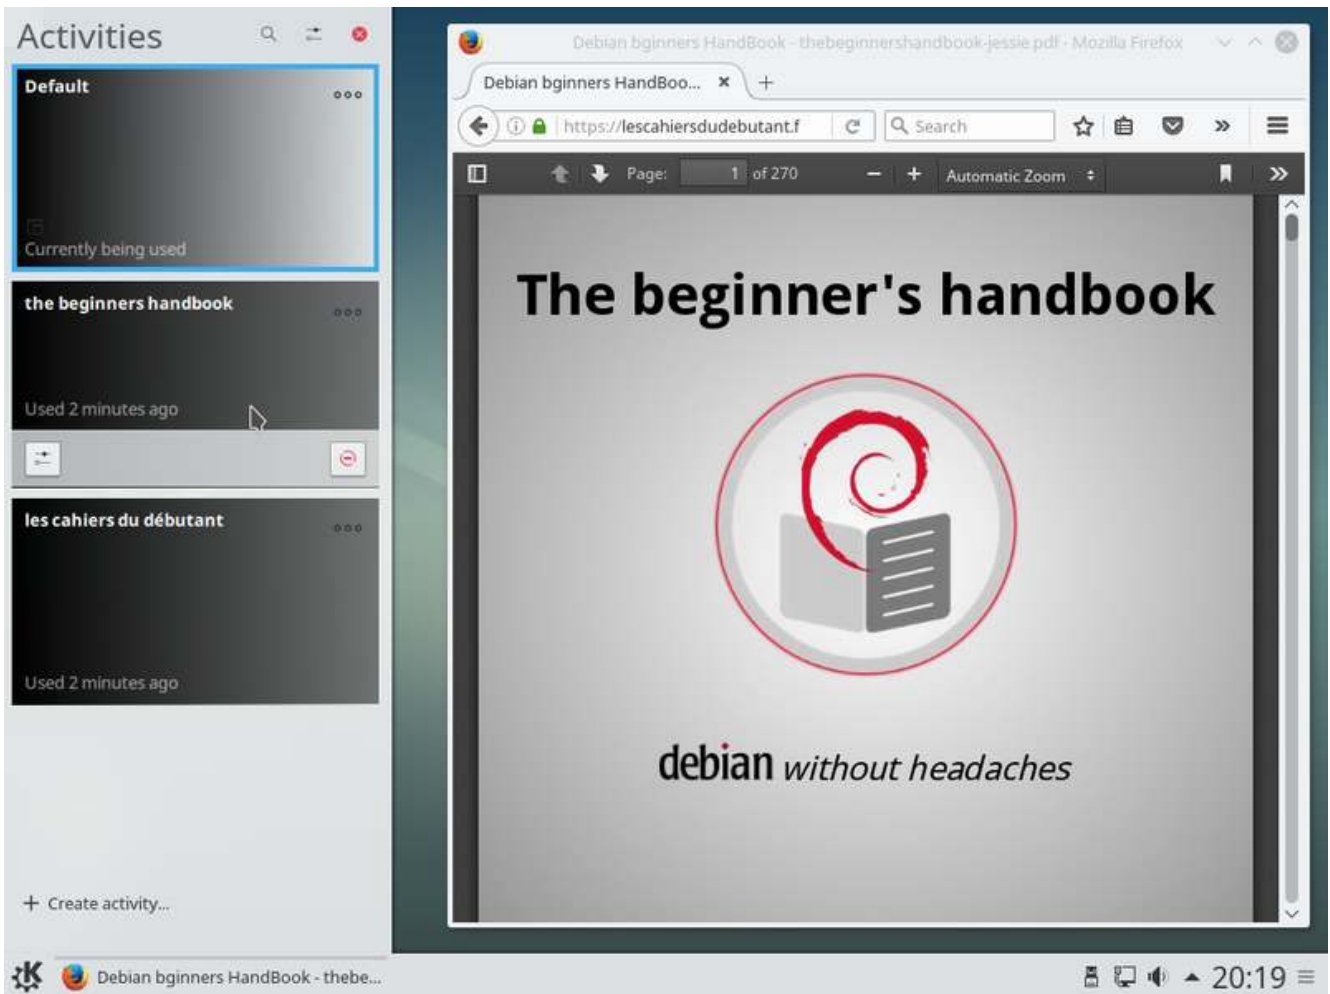 Activities
Default
Currently being used
the beginners handbook
Used 2 minutes ago
les cahiers du débutant
Used 2 minutes ago
+ Create activity...
Debian bginners HandBook - thebeginnershandbook-jessie.pdf - Mozilla Firefox
Debian bginners HandBoo...
https://lescahiersdudebutant.f
Search
Page: 1 of 270
Automatic Zoom
The beginner's handbook
debian without headaches
Debian bginners HandBook - thebe...
20:19